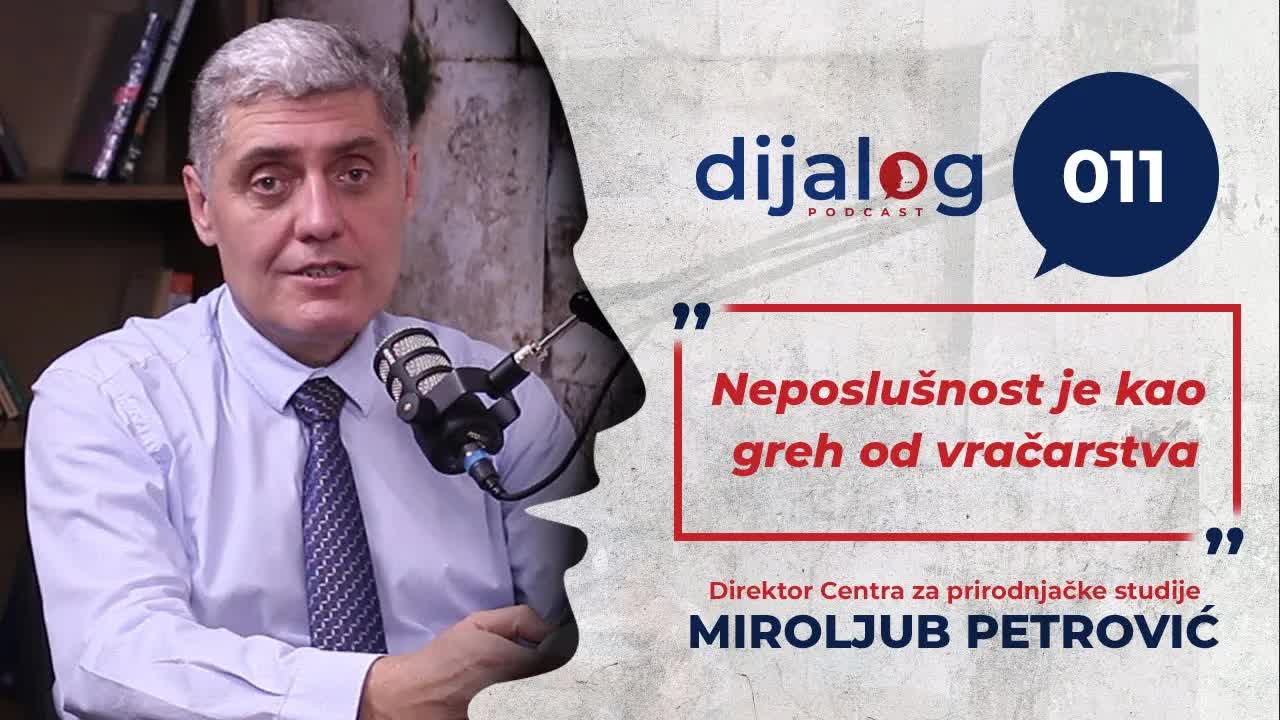 dijalog
PODCAST
011
”
Neposlušnost je kao
greh od vračarstva
”
Direktor Centra za prirodnjačke studije
MIROLJUB PETROVIĆ